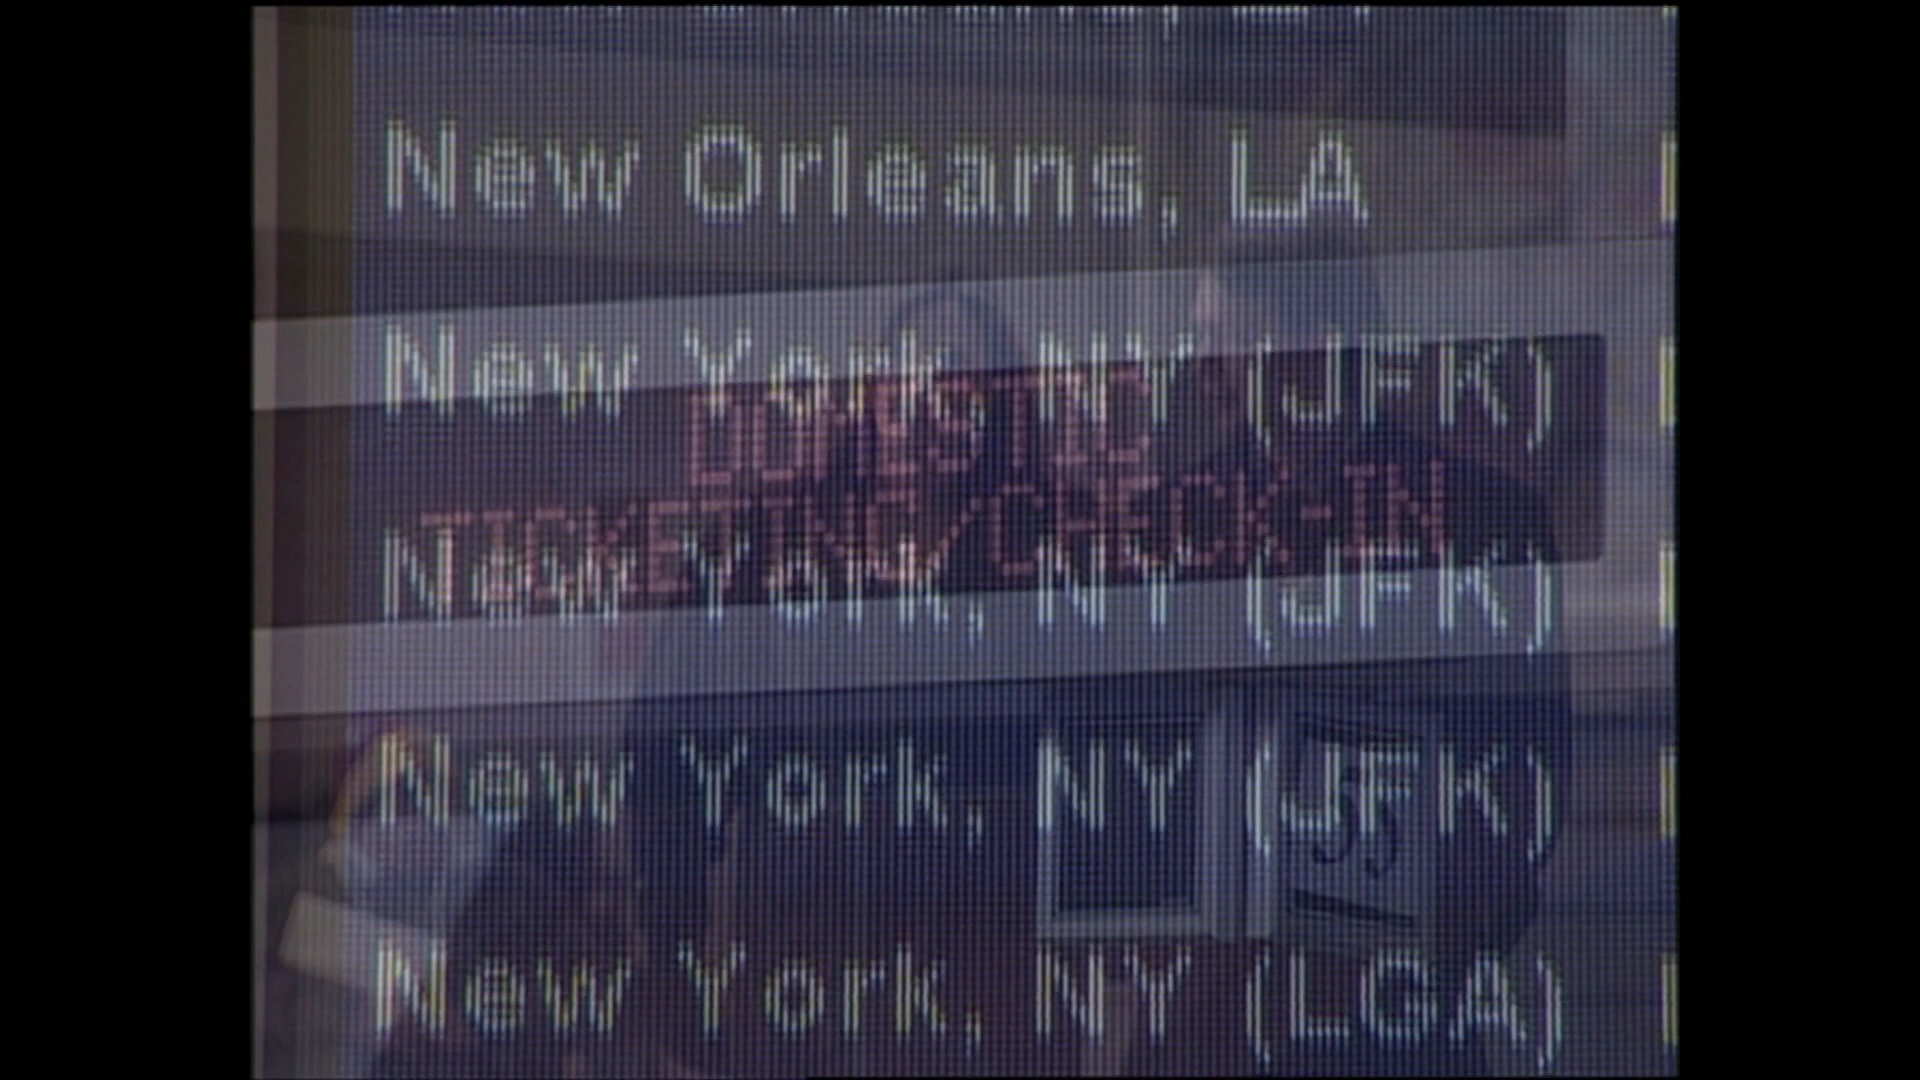 New Orleans, LA
New York, NY (JFK)
DOMESTIC
TICKETING/CHECK-IN
New York, NY (JFK)
New York, NY (JFK)
55
New York, NY (LGA)